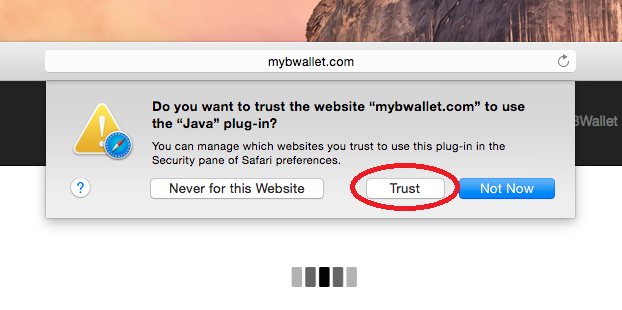 mybwallet.com
Do you want to trust the website “mybwallet.com” to use
the “Java” plug-in?
BWallet
You can manage which websites you trust to use this plug-in in the
Security pane of Safari preferences.
?
Never for this Website
Trust
Not Now